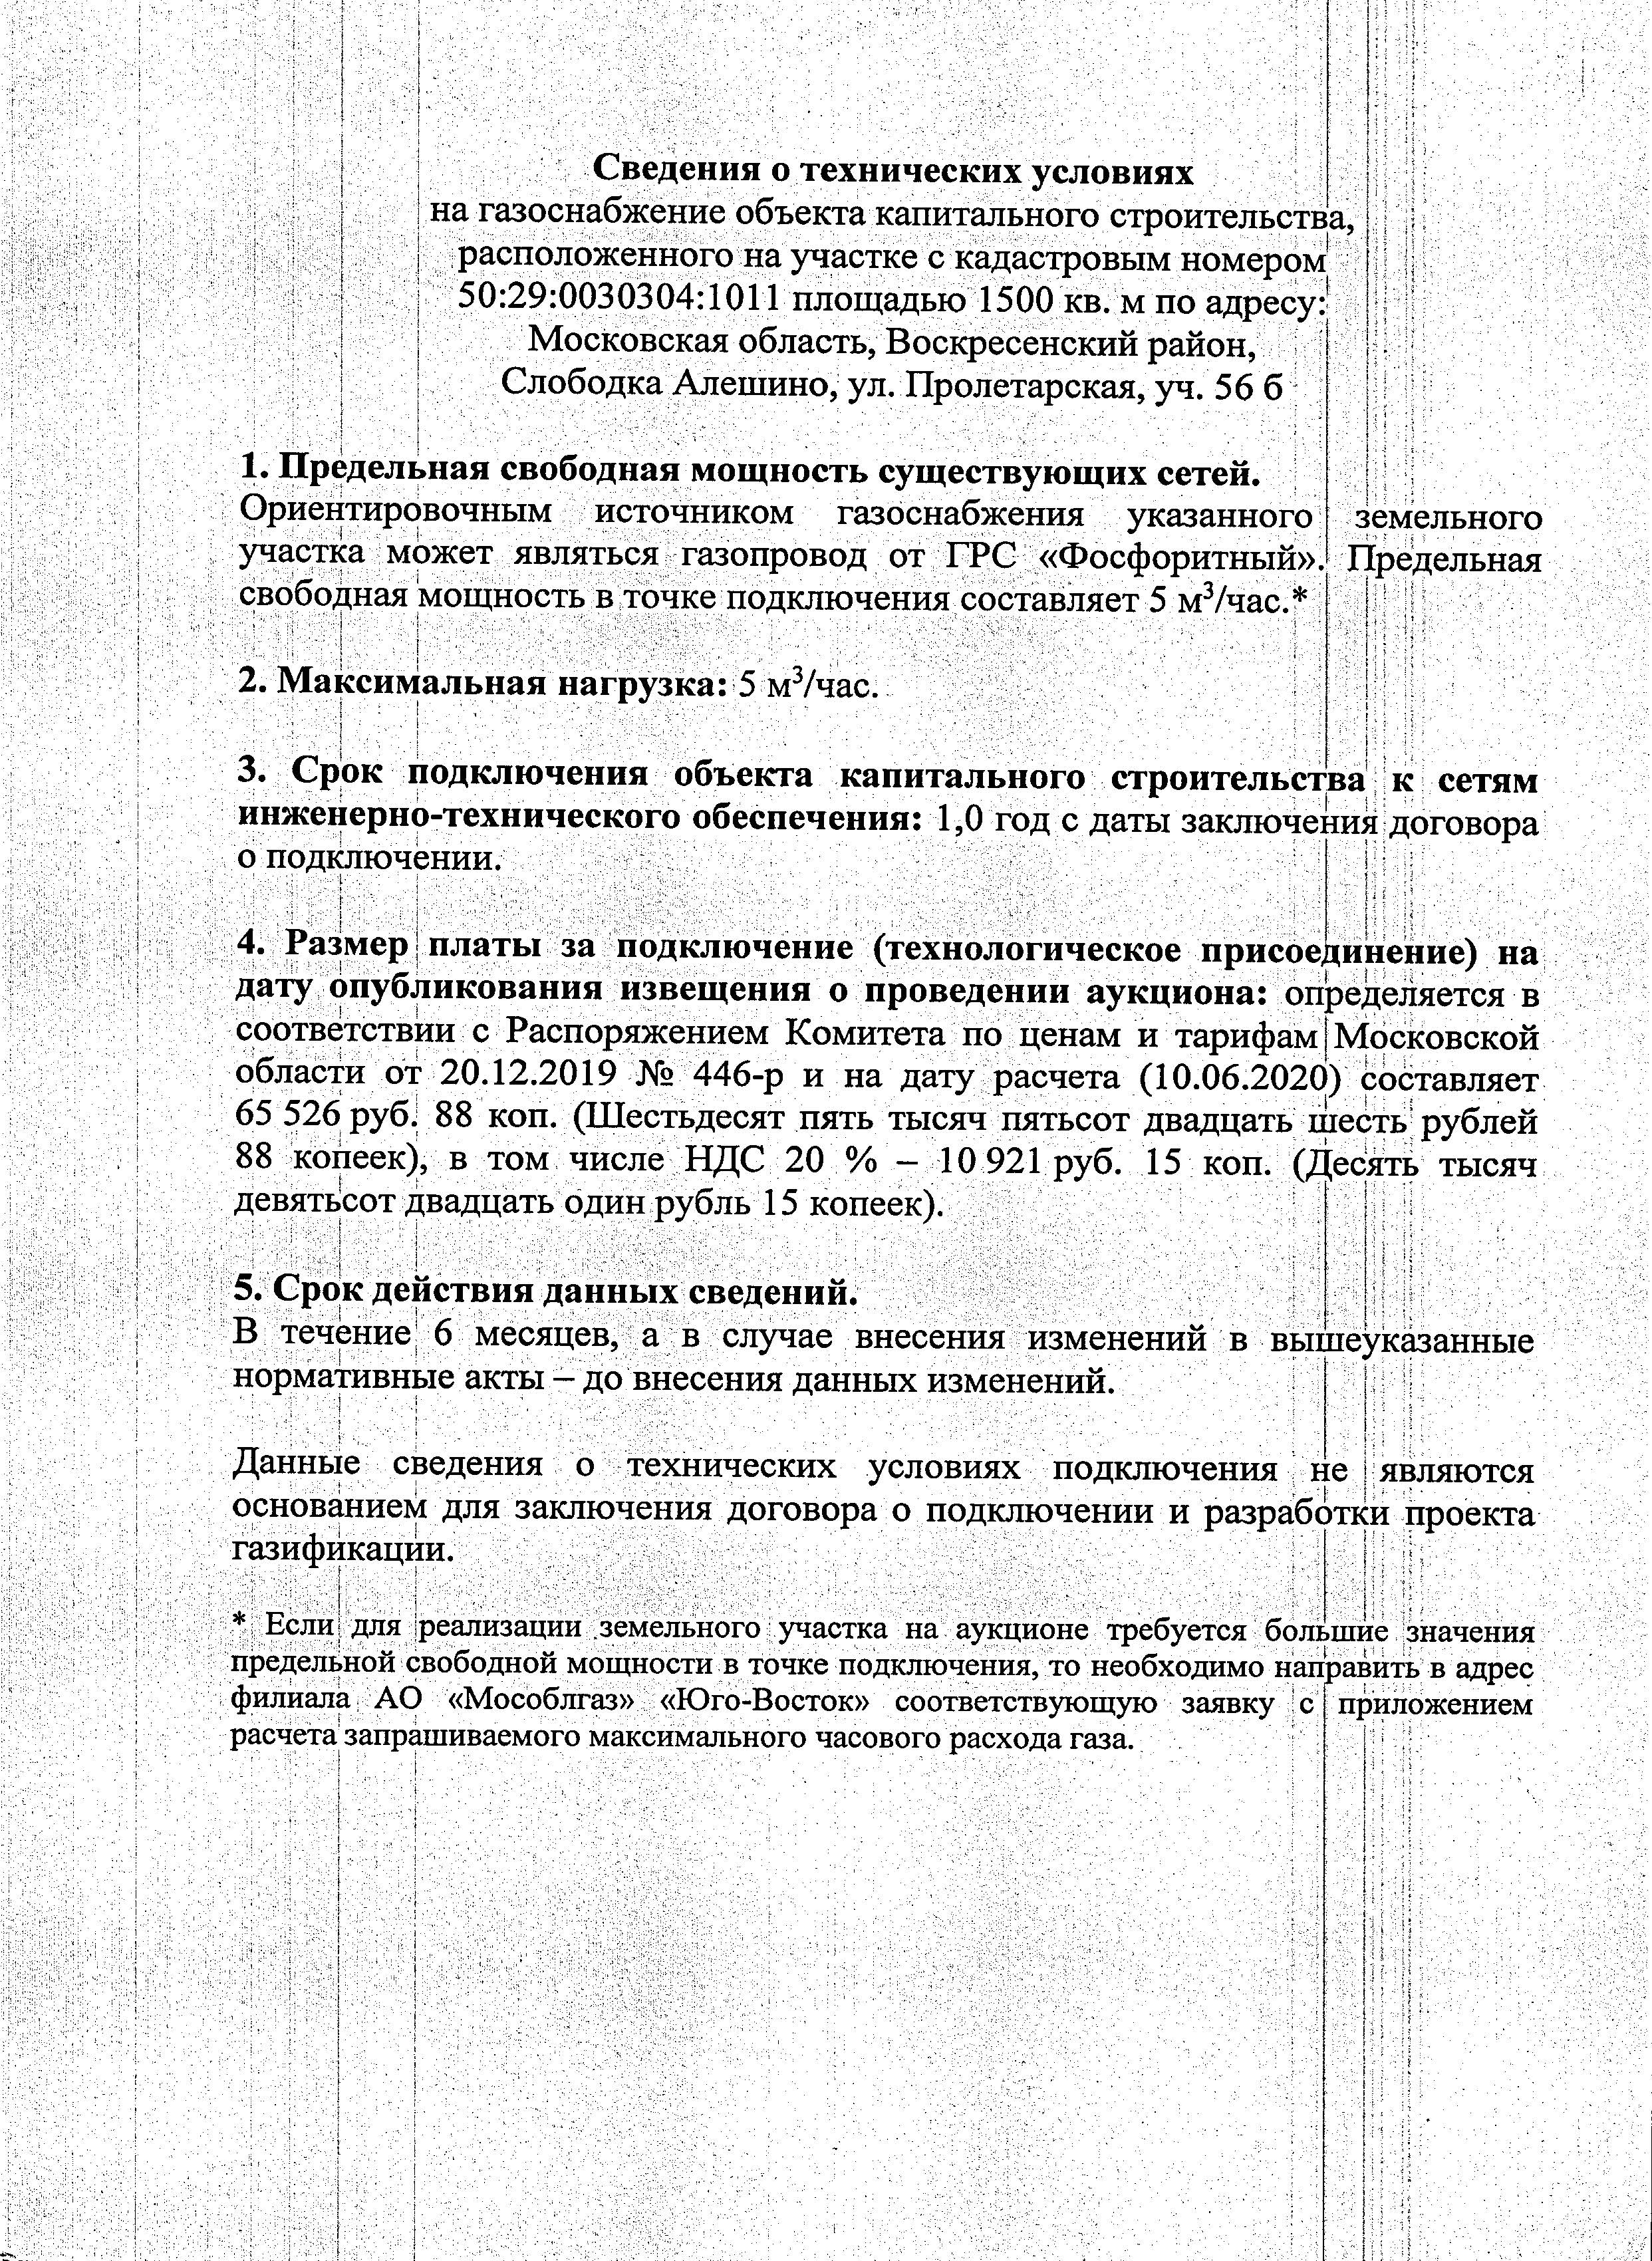 Сведения о технических условиях
на газоснабжение объекта капитального строительства,
расположенного на участке с кадастровым номером
50:29:0030304:1011 площадью 1500 кв. м по адресу:
Московская область, Воскресенский район,
Слободка Алешино, ул. Пролетарская, уч. 56 б
1. Предельная свободная мощность существующих сетей.
Ориентировочным источником газоснабжения указанного земельного
участка может являться газопровод от ГРС «Фосфоритный». Предельная
свободная мощность в точке подключения составляет 5 м³/час.*
2. Максимальная нагрузка: 5 м³/час.
3. Срок подключения объекта капитального строительства к сетям
инженерно-технического обеспечения: 1,0 год с даты заключения договора
о подключении.
4. Размер платы за подключение (технологическое присоединение) на
дату опубликования извещения о проведении аукциона: определяется в
соответствии с Распоряжением Комитета по ценам и тарифам Московской
области от 20.12.2019 № 446-р и на дату расчета (10.06.2020) составляет
65 526 руб. 88 коп. (Шестьдесят пять тысяч пятьсот двадцать шесть рублей
88 копеек), в том числе НДС 20 % – 10 921 руб. 15 коп. (Десять тысяч
девятьсот двадцать один рубль 15 копеек).
5. Срок действия данных сведений.
В течение 6 месяцев, а в случае внесения изменений в вышеуказанные
нормативные акты – до внесения данных изменений.
Данные сведения о технических условиях подключения не являются
основанием для заключения договора о подключении и разработки проекта
газификации.
* Если для реализации земельного участка на аукционе требуется большие значения
предельной свободной мощности в точке подключения, то необходимо направить в адрес
филиала АО «Мособлгаз» «Юго-Восток» соответствующую заявку с приложением
расчета запрашиваемого максимального часового расхода газа.